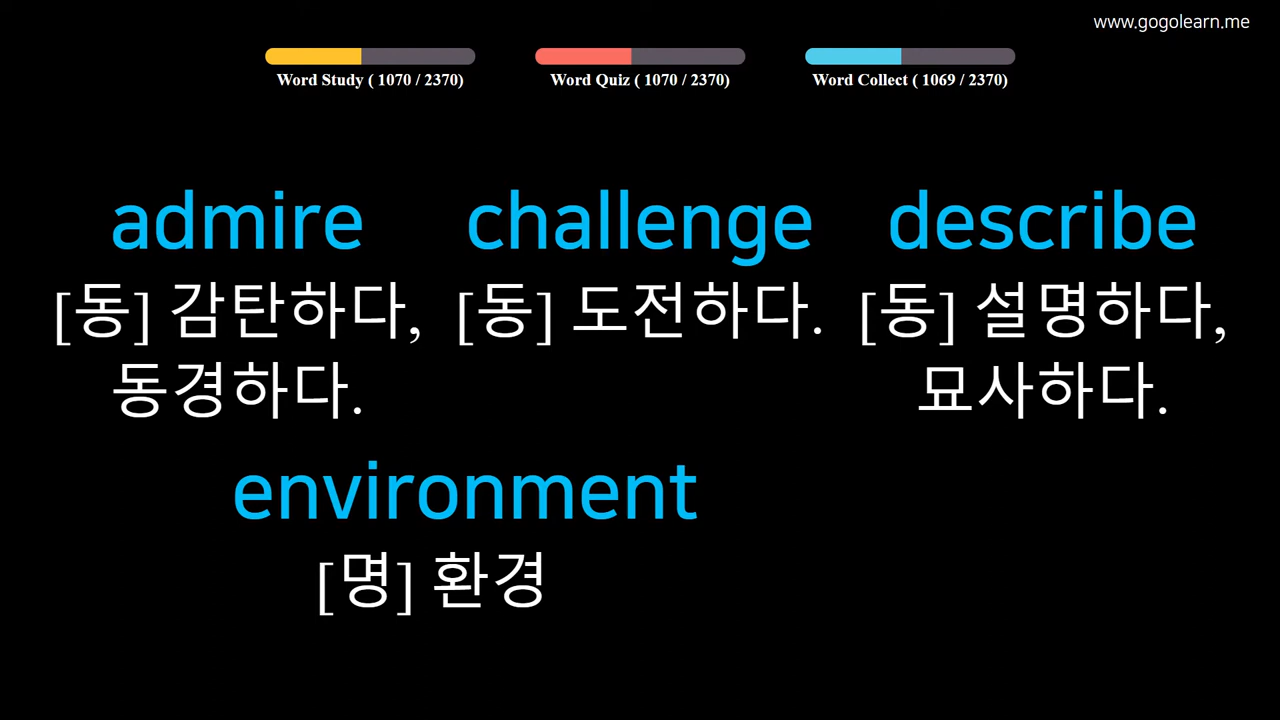 www.gogolearn.me
Word Study ( 1070 / 2370)
Word Quiz ( 1070 / 2370)
Word Collect ( 1069 / 2370)
admire
[동] 감탄하다,
동경하다.
challenge
[동] 도전하다.
describe
[동] 설명하다,
묘사하다.
environment
[명] 환경